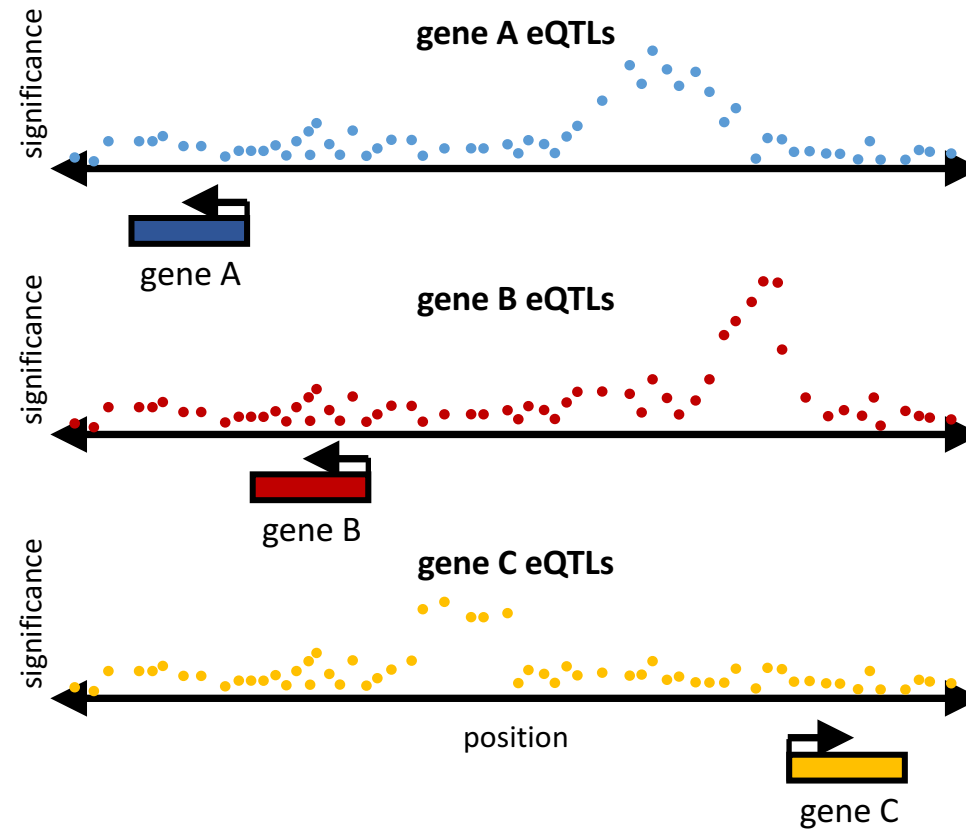 gene A eQTLs
significance
gene A
gene B eQTLs
significance
gene B
gene C eQTLs
significance
position
gene C